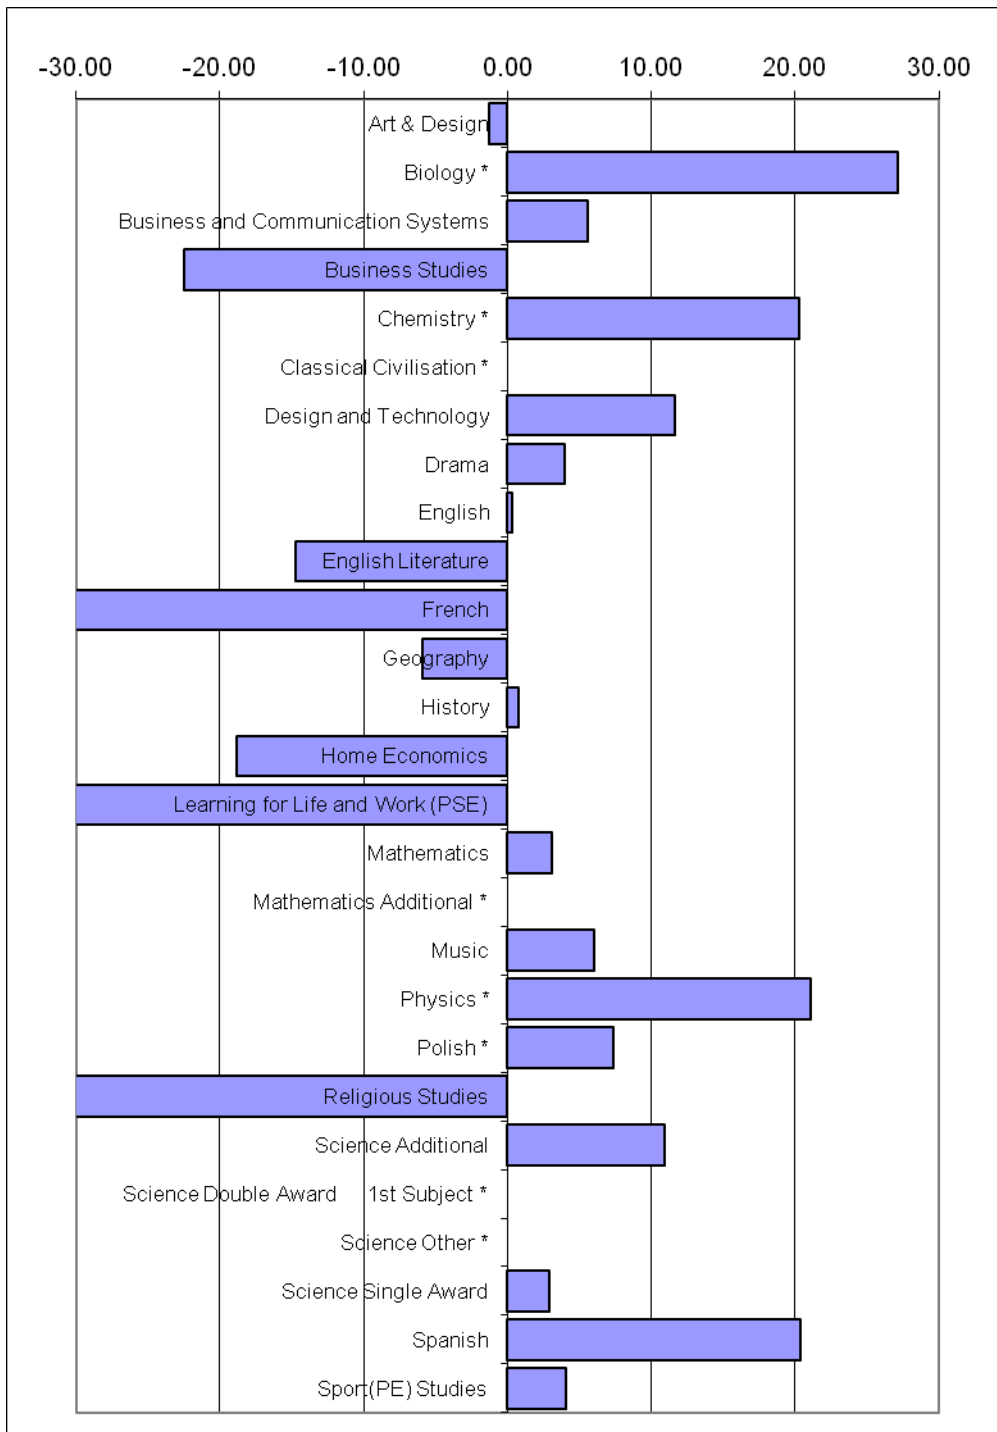 -30.00 -20.00 -10.00 0.00 10.00 20.00 30.00
Art & Design
Biology *
Business and Communication Systems
Business Studies
Chemistry *
Classical Civilisation *
Design and Technology
Drama
English
English Literature
French
Geography
History
Home Economics
Learning for Life and Work (PSE)
Mathematics
Mathematics Additional *
Music
Physics *
Polish *
Religious Studies
Science Additional
Science Double Award 1st Subject *
Science Other *
Science Single Award
Spanish
Sport(PE) Studies